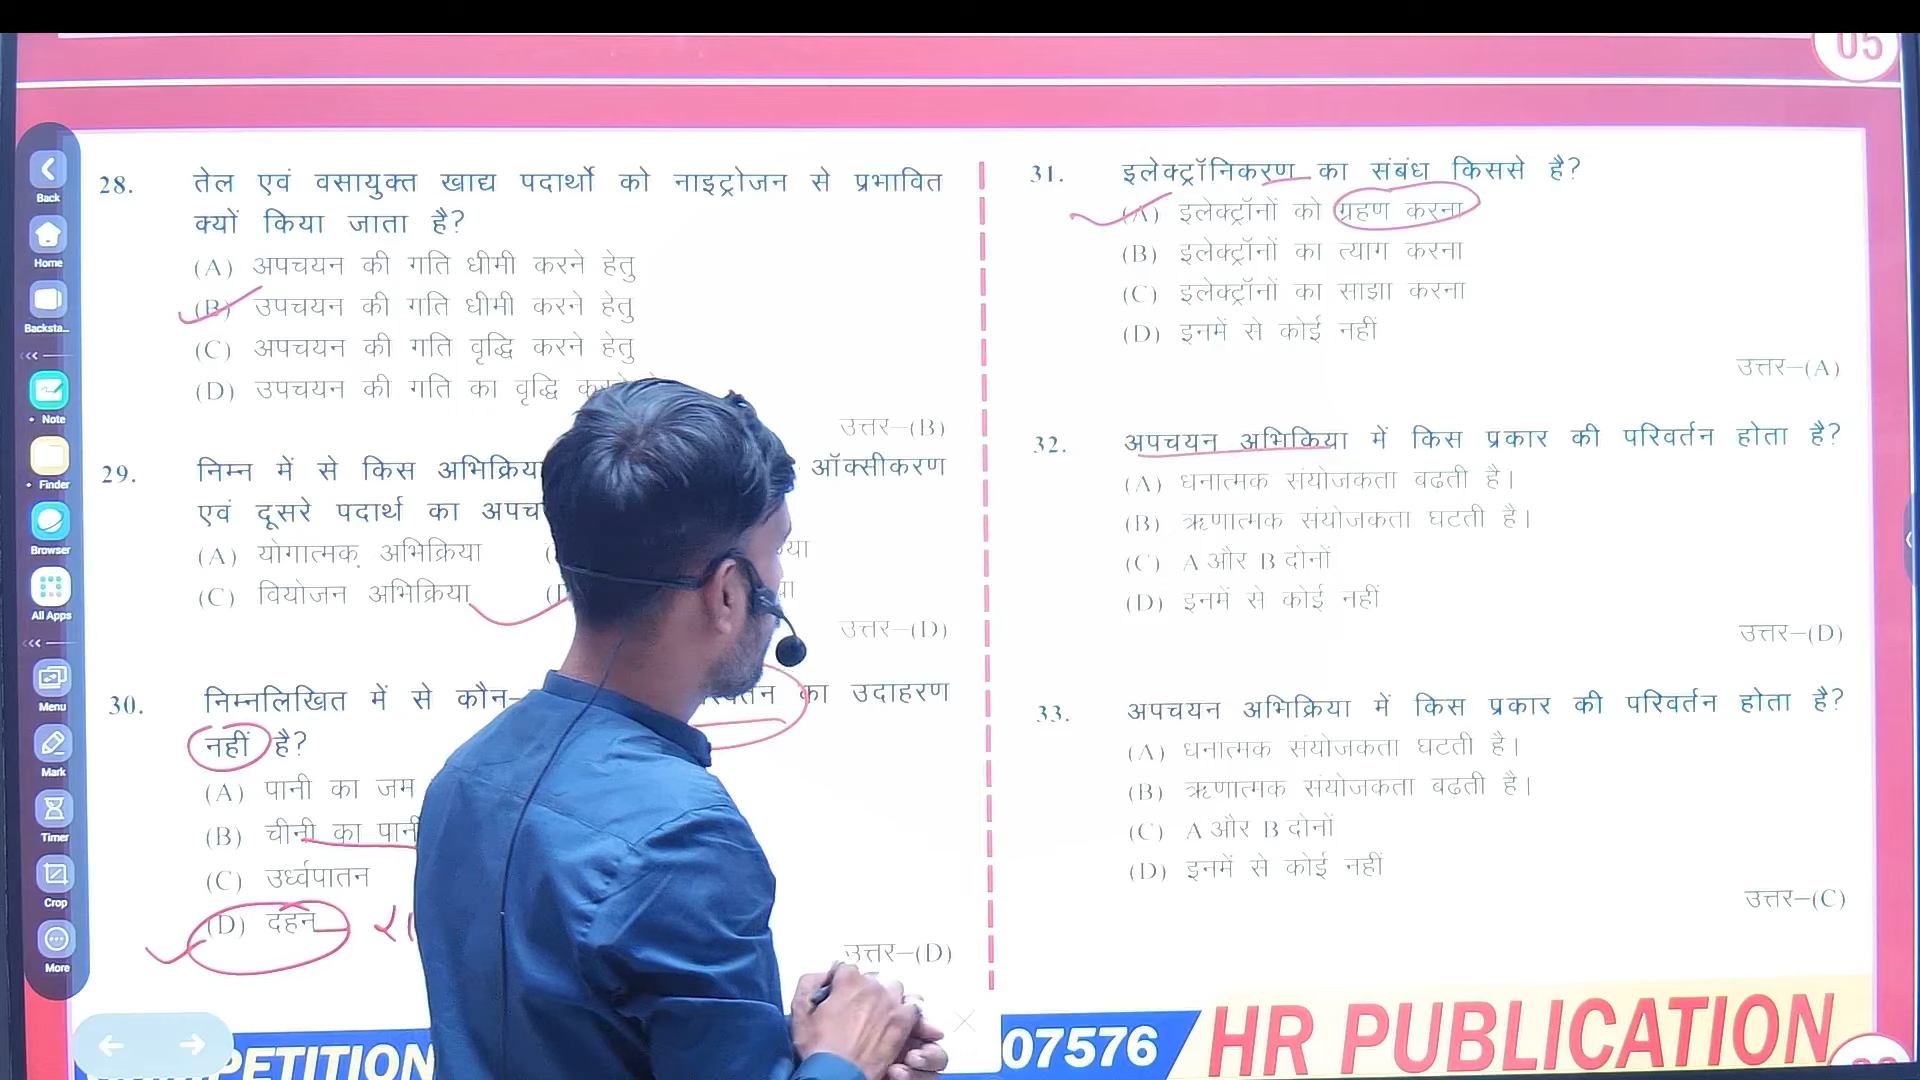 05
28. तेल एवं वसायुक्त खाद्य पदार्थो को नाइट्रोजन से प्रभावित
क्यों किया जाता है?
(A) अपचयन की गति धीमी करने हेतु
(B) उपचयन की गति धीमी करने हेतु
(C) अपचयन की गति वृद्धि करने हेतु
(D) उपचयन की गति का वृद्धि
उत्तर–(B)
29. निम्न में से किस ऑक्सीकरण
एवं दूसरे पदार्थ का
(A) योगात्मक अभिक्रिया
(C) वियोजन अभिक्रिया
उत्तर–(D)
30. निम्नलिखित में से कौन- का उदाहरण
नहीं है?
(A) पानी का जम
(B) चीनी का पानी
(C) उर्ध्वपातन
(D) दहन
उत्तर–(D)
31. इलेक्ट्रॉनिकरण का संबंध किससे है?
(A) इलेक्ट्रॉनों को ग्रहण करना
(B) इलेक्ट्रॉनों का त्याग करना
(C) इलेक्ट्रॉनों का साझा करना
(D) इनमें से कोई नहीं
उत्तर–(A)
32. अपचयन अभिक्रिया में किस प्रकार की परिवर्तन होता है?
(A) धनात्मक संयोजकता बढती है।
(B) ऋणात्मक संयोजकता घटती है।
(C) A और B दोनों
(D) इनमें से कोई नहीं
उत्तर–(D)
33. अपचयन अभिक्रिया में किस प्रकार की परिवर्तन होता है?
(A) धनात्मक संयोजकता घटती है।
(B) ऋणात्मक संयोजकता बढती है।
(C) A और B दोनों
(D) इनमें से कोई नहीं
उत्तर–(C)
07576 HR PUBLICATION
Back
Home
Backsta...
Note
Finder
Browser
All Apps
Menu
Mark
Timer
Crop
More